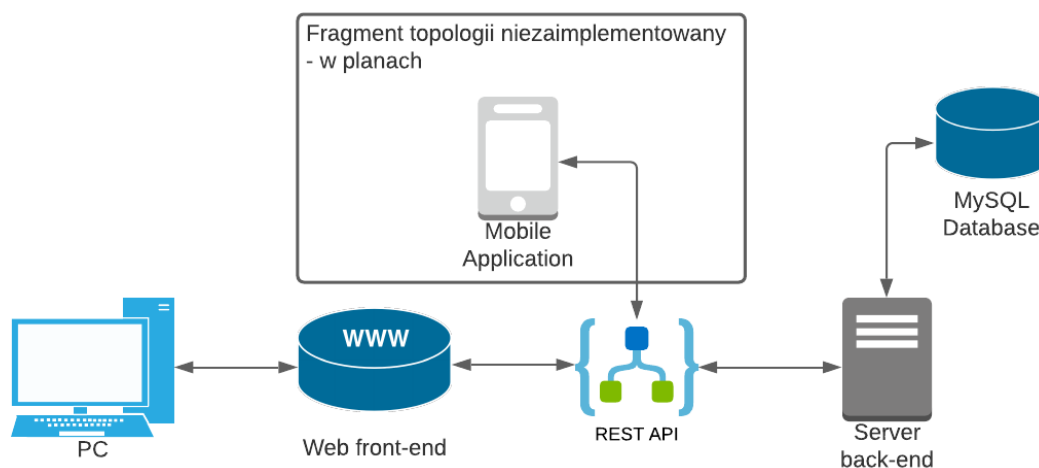 Fragment topologii niezaimplementowany
- w planach
Mobile
Application
MySQL
Database
WWW
PC
Web front-end
REST API
Server
back-end